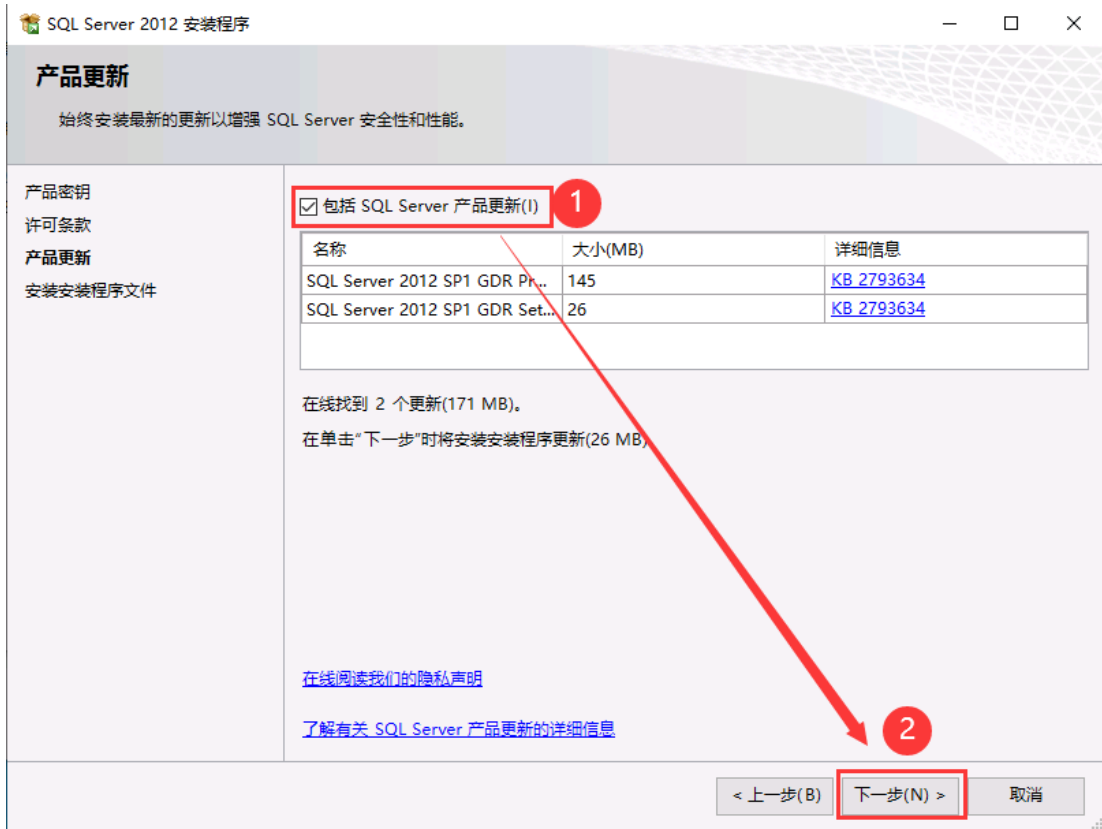 SQL Server 2012 安装程序
产品更新
始终安装最新的更新以增强 SQL Server 安全性和性能。
产品密钥
许可条款
产品更新
安装安装程序文件
包括 SQL Server 产品更新(I)
1
名称 大小(MB) 详细信息
SQL Server 2012 SP1 GDR Pr... 145 KB 2793634
SQL Server 2012 SP1 GDR Set... 26 KB 2793634
在线找到 2 个更新(171 MB)。
在单击“下一步”时将安装安装程序更新(26 MB)
在线阅读我们的隐私声明
了解有关 SQL Server 产品更新的详细信息
2
< 上一步(B) 下一步(N) > 取消